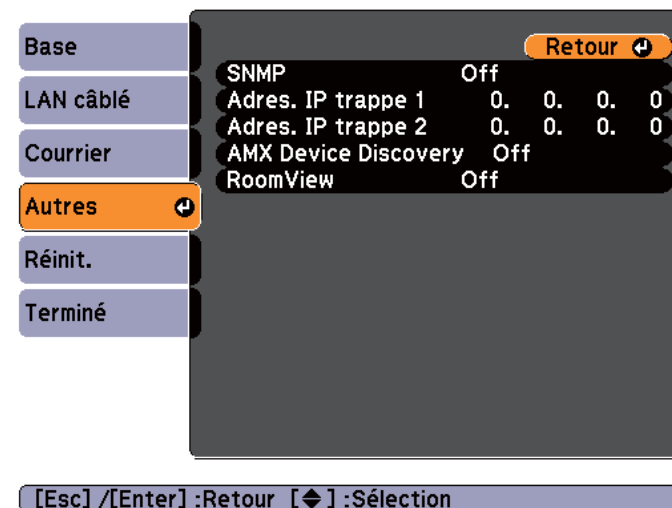 Base
LAN câblé
Courrier
Autres
Réinit.
Terminé
Retour
SNMP Off
Adres. IP trappe 1 0. 0. 0. 0
Adres. IP trappe 2 0. 0. 0. 0
AMX Device Discovery Off
RoomView Off
[Esc] /[Enter] :Retour [◆] :Sélection